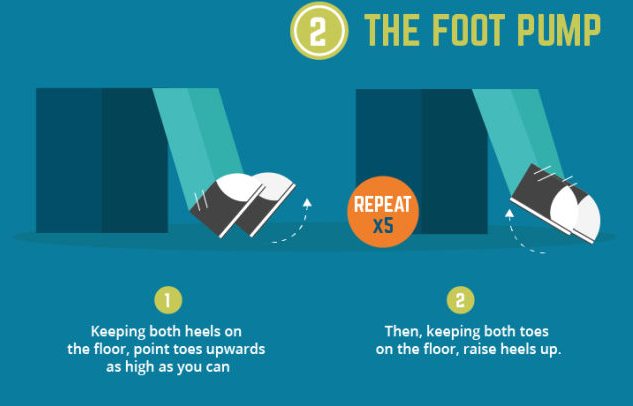 2 THE FOOT PUMP
REPEAT
x5
1
Keeping both heels on
the floor, point toes upwards
as high as you can
2
Then, keeping both toes
on the floor, raise heels up.